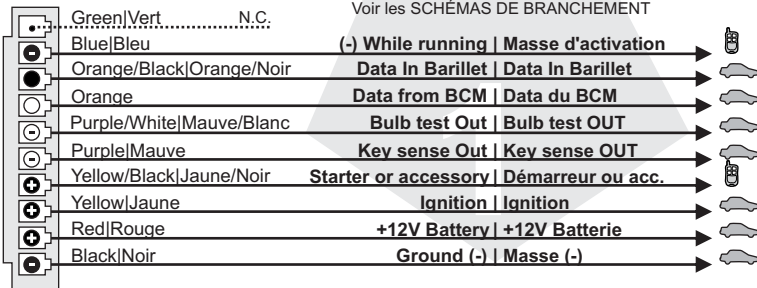 Voir les SCHÉMAS DE BRANCHEMENT
Green|Vert N.C.
Blue|Bleu (-) While running | Masse d'activation
Orange/Black|Orange/Noir Data In Barillet | Data In Barillet
Orange Data from BCM | Data du BCM
Purple/White|Mauve/Blanc Bulb test Out | Bulb test OUT
Purple|Mauve Key sense Out | Key sense OUT
Yellow/Black|Jaune/Noir Starter or accessory | Démarreur ou acc.
Yellow|Jaune Ignition | Ignition
Red|Rouge +12V Battery | +12V Batterie
Black|Noir Ground (-) | Masse (-)